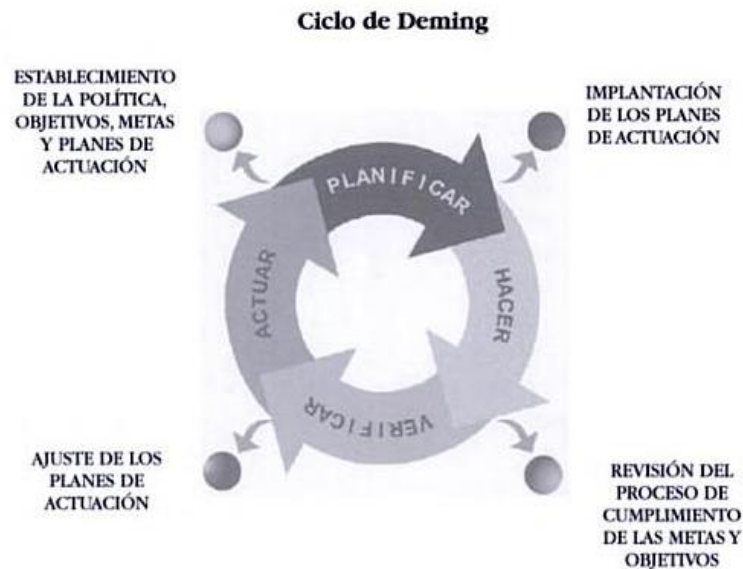 Ciclo de Deming
ESTABLECIMIENTO
DE LA POLÍTICA,
OBJETIVOS, METAS
Y PLANES DE
ACTUACIÓN
IMPLANTACIÓN
DE LOS PLANES
DE ACTUACIÓN
PLANIFICAR
HACER
VERIFICAR
ACTUAR
AJUSTE DE LOS
PLANES DE
ACTUACIÓN
REVISIÓN DEL
PROCESO DE
CUMPLIMIENTO
DE LAS METAS Y
OBJETIVOS